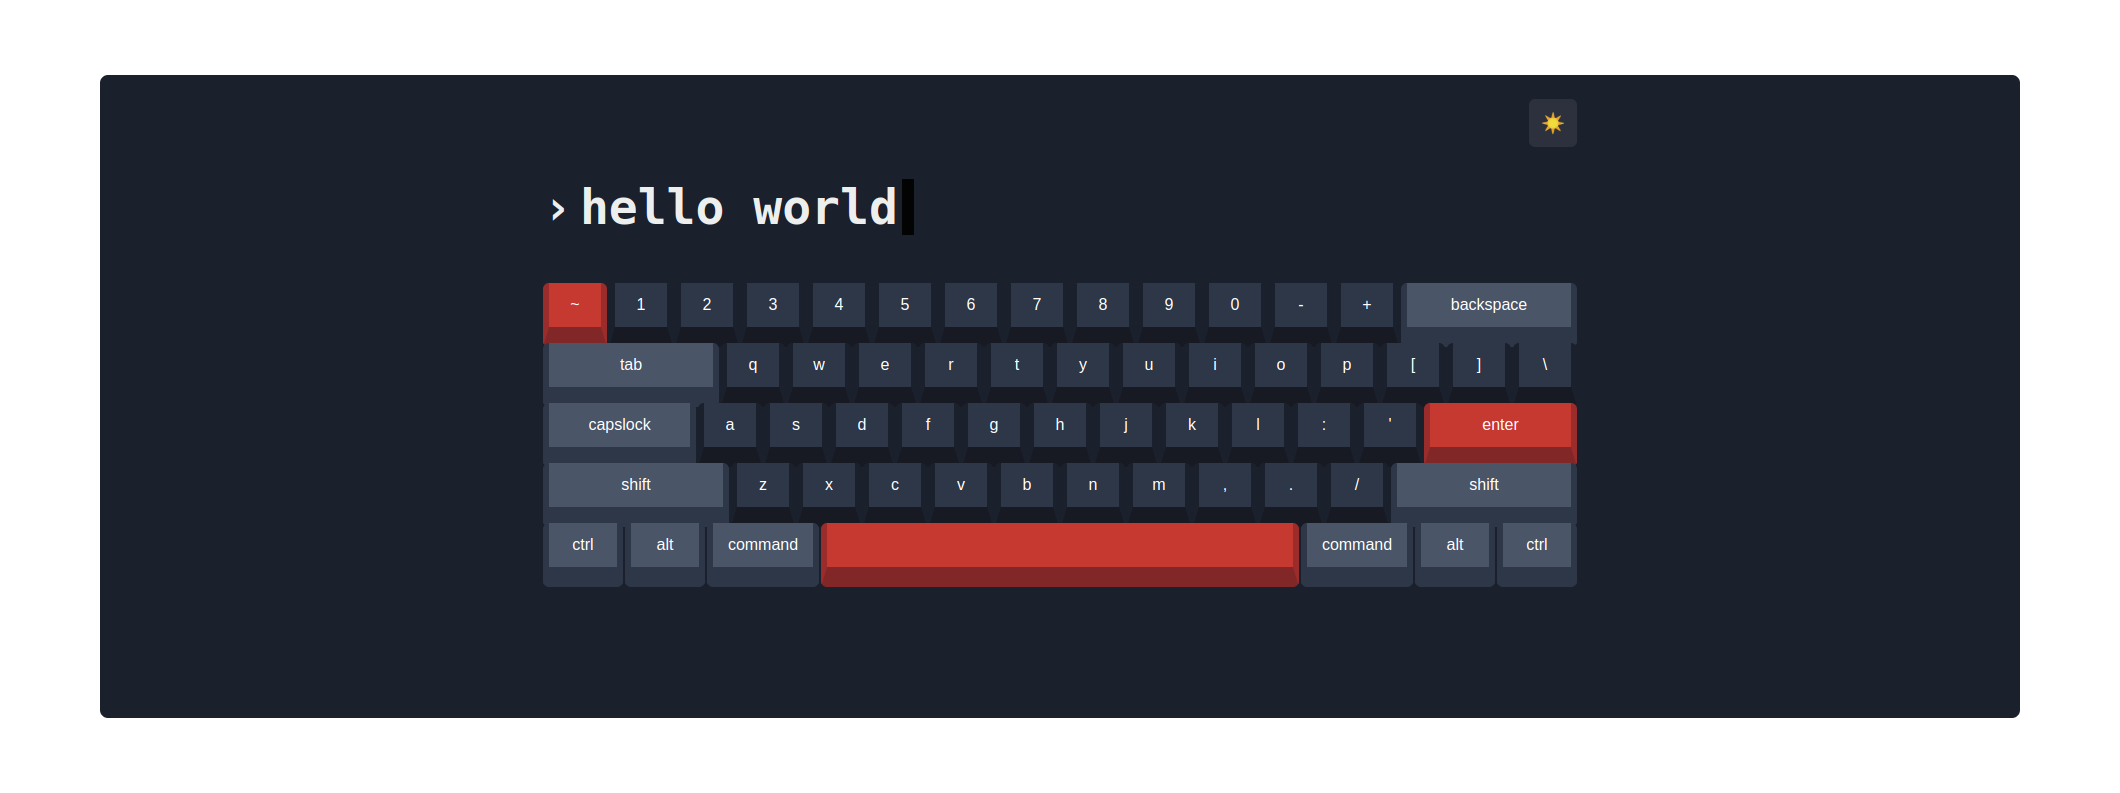 › hello world
~ 1 2 3 4 5 6 7 8 9 0 - + backspace
tab q w e r t y u i o p [ ] \
capslock a s d f g h j k l : ' enter
shift z x c v b n m , . / shift
ctrl alt command command alt ctrl